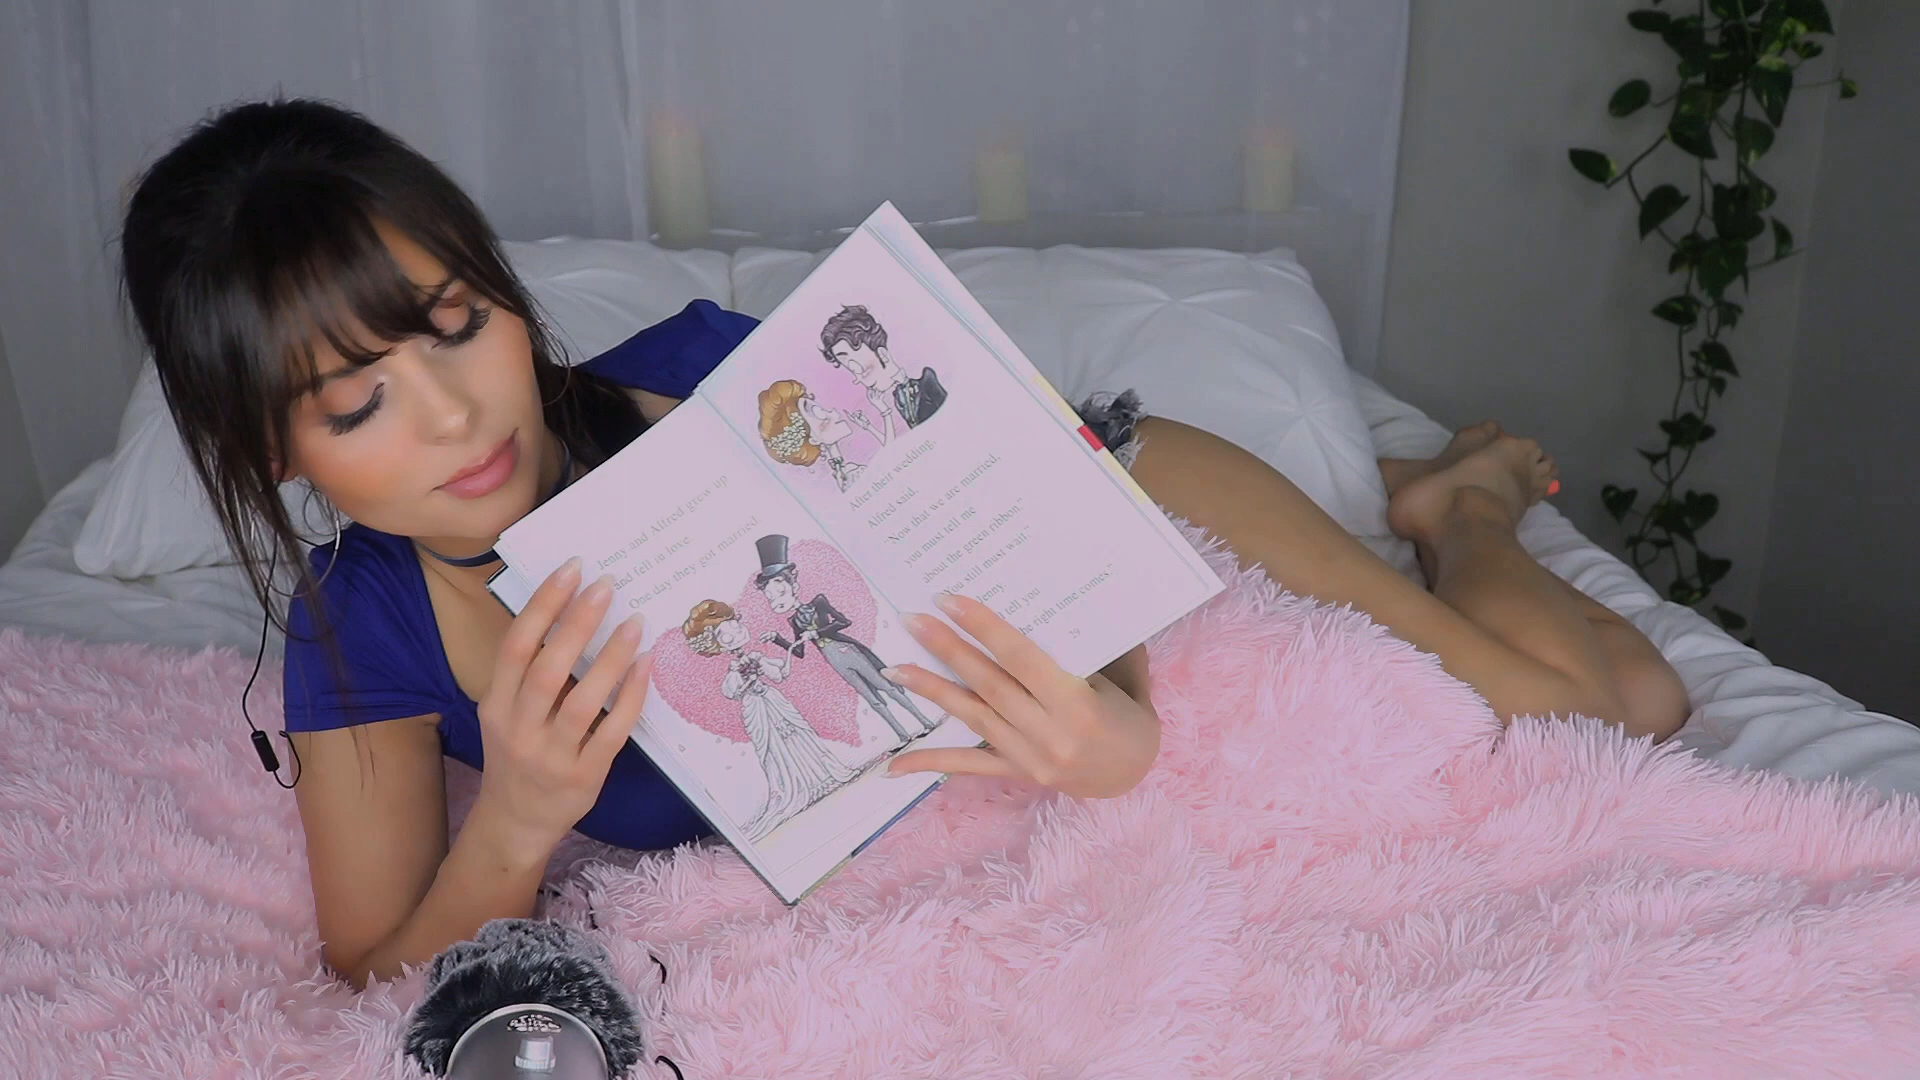 Jenny and Alfred grew up
and fell in love.
One day they got married
After their wedding,
Alfred said,
"Now that we are married,
you must tell me
about the green ribbon."
"You still must wait,"
Jenny.
tell you
the right time comes."
29